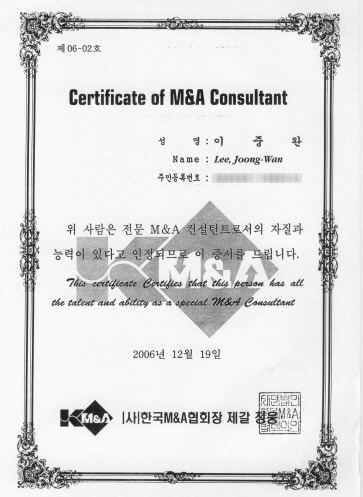 제 06-02호
Certificate of M&A Consultant
성 명 : 이 중 완
Name : Lee, Joong-Wan
주민등록번호 :
위 사람은 전문 M&A 컨설턴트로서의 자질과
능력이 있다고 인정되므로 이 증서를 드립니다.
K M&A
This certificate Certifies that this person has all
the talent and ability as a special M&A Consultant
2006년 12월 19일
K M&A (사)한국M&A협회장 제갈 정웅